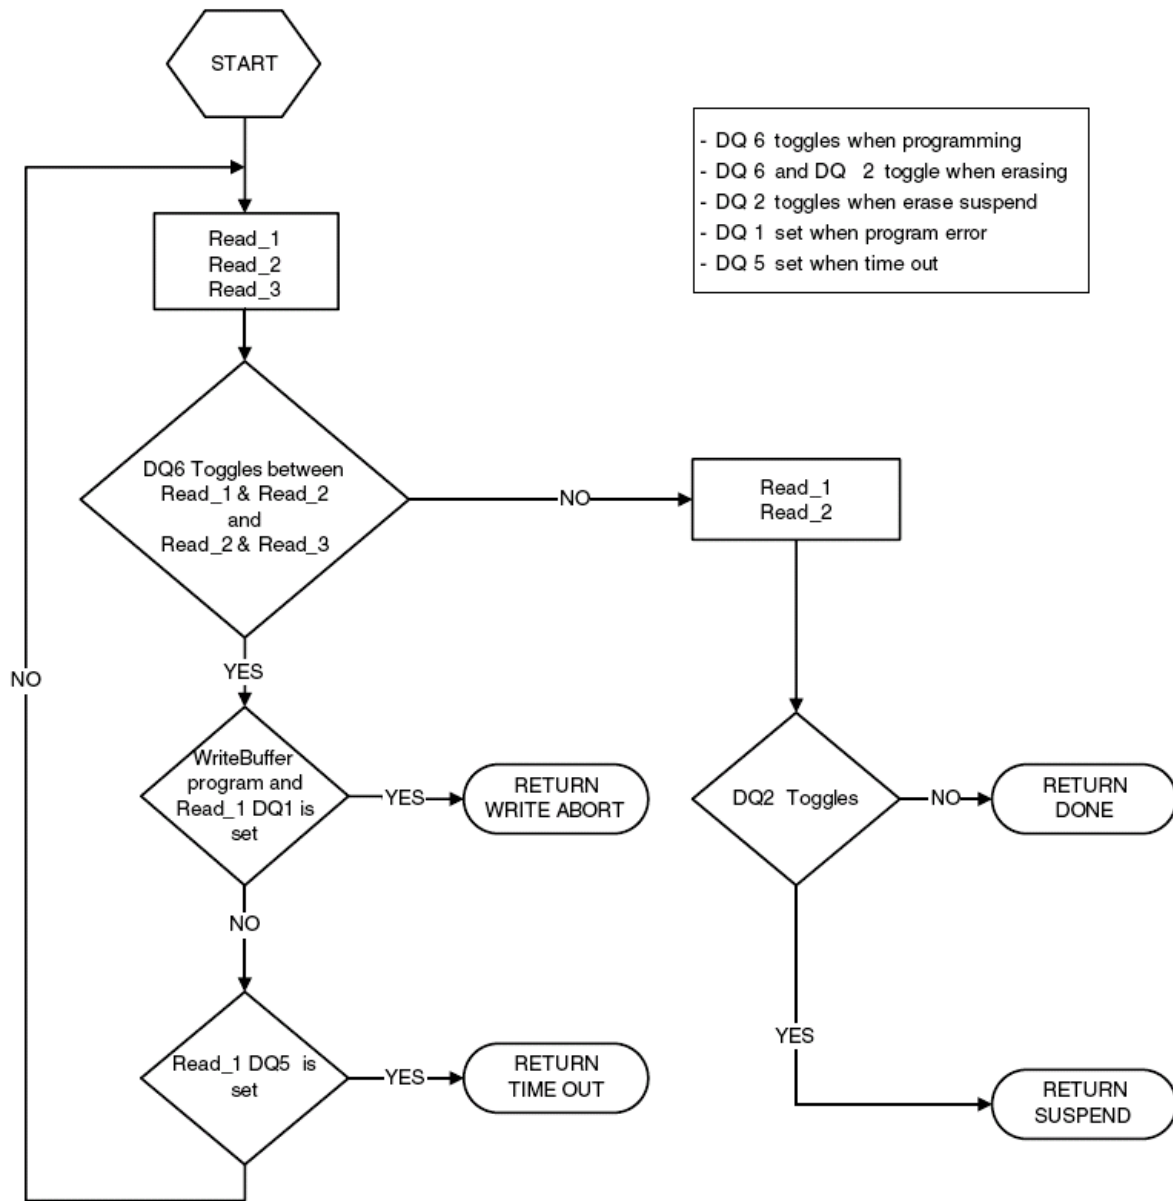 START
- DQ 6 toggles when programming
- DQ 6 and DQ 2 toggle when erasing
- DQ 2 toggles when erase suspend
- DQ 1 set when program error
- DQ 5 set when time out
Read_1
Read_2
Read_3
DQ6 Toggles between
Read_1 & Read_2
and
Read_2 & Read_3
NO
Read_1
Read_2
YES
NO
WriteBuffer
program and
Read_1 DQ1 is
set
YES
RETURN
WRITE ABORT
DQ2 Toggles
NO
RETURN
DONE
NO
YES
Read_1 DQ5 is
set
YES
RETURN
TIME OUT
RETURN
SUSPEND